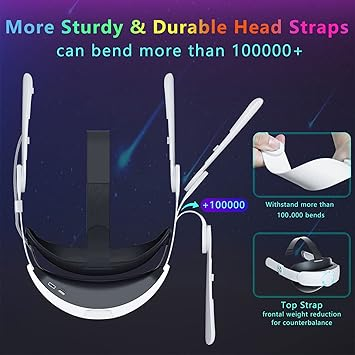 More Sturdy & Durable Head Straps
can bend more than 100000+
+100000
Withstand more than
100.000 bends
Top Strap
frontal weight reduction
for counterbalance